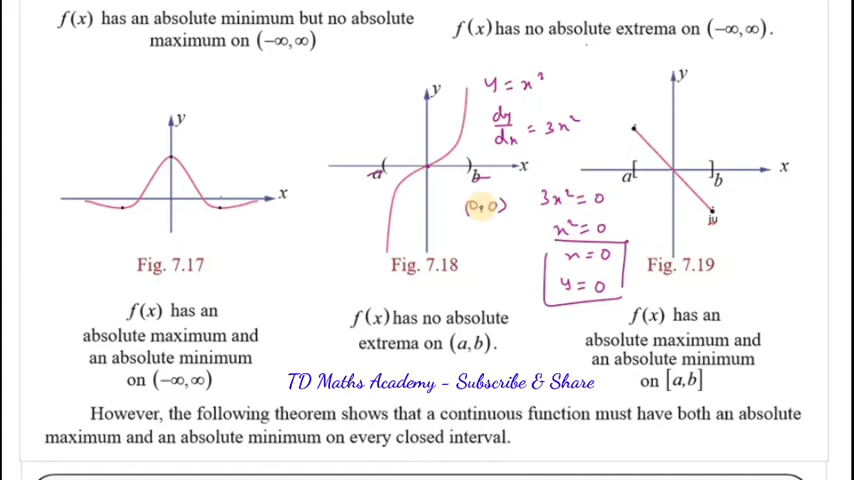 f(x) has an absolute minimum but no absolute
maximum on (−∞,∞)
f(x) has no absolute extrema on (−∞,∞).
y
x
Fig. 7.17
y
x
a
b
Fig. 7.18
y = x³
dy/dx = 3x²
(0,0)
3x² = 0
x² = 0
x = 0
y = 0
y
x
a
b
Fig. 7.19
f(x) has an
absolute maximum and
an absolute minimum
on (−∞,∞)
f(x) has no absolute
extrema on (a,b).
f(x) has an
absolute maximum and
an absolute minimum
on [a,b]
TD Maths Academy - Subscribe & Share
However, the following theorem shows that a continuous function must have both an absolute
maximum and an absolute minimum on every closed interval.